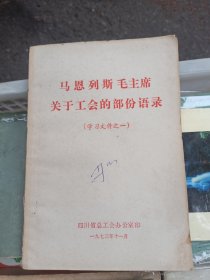 马恩列斯毛主席
关于工会的部份语录
（学习文件之一）
四川省总工会办公室印
一九七三年十一月